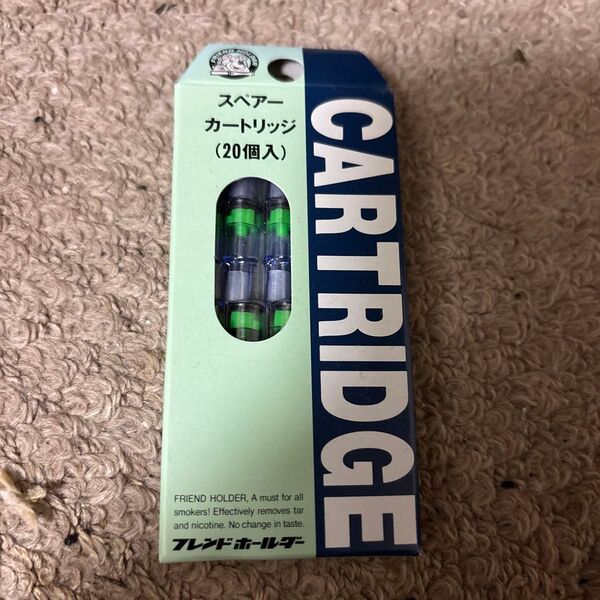 FRIEND HOLDER
スペアー
カートリッジ
(20個入)
CARTRIDGE
FRIEND HOLDER, A must for all
smokers! Effectively removes tar
and nicotine. No change in taste.
フレンドホールダー